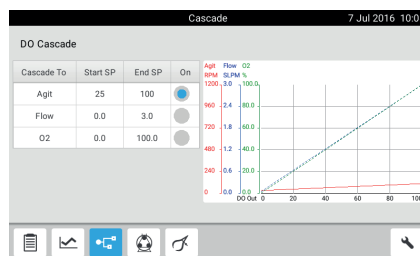 Cascade
7 Jul 2016 10:0
DO Cascade
Cascade To Start SP End SP On
Agit 25 100
Flow 0.0 3.0
O2 0.0 100.0
Agit Flow O2
RPM SLPM %
1200 3.0 100.0
960 2.4 80.0
720 1.8 60.0
480 1.2 40.0
240 0.6 20.0
0 0.0 0.0
DO Out 0 20 40 60 80 100